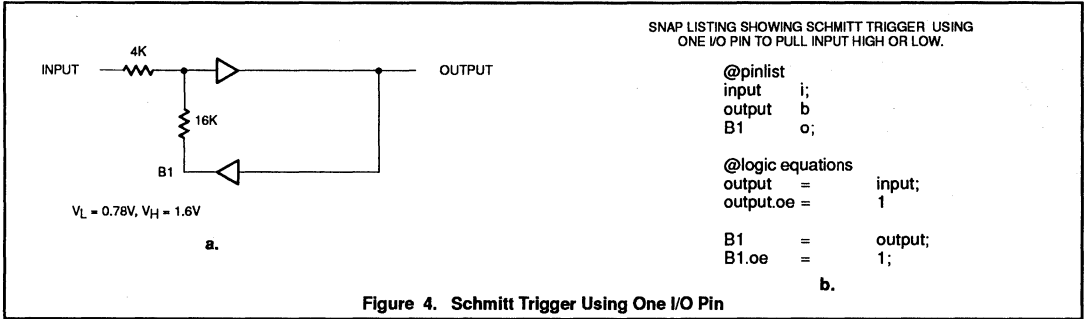 4K
INPUT
OUTPUT
16K
B1
VL = 0.78V, VH = 1.6V
a.
SNAP LISTING SHOWING SCHMITT TRIGGER USING
ONE I/O PIN TO PULL INPUT HIGH OR LOW.
@pinlist
input i;
output b
B1 o;
@logic equations
output = input;
output.oe = 1
B1 = output;
B1.oe = 1;
b.
Figure 4. Schmitt Trigger Using One I/O Pin